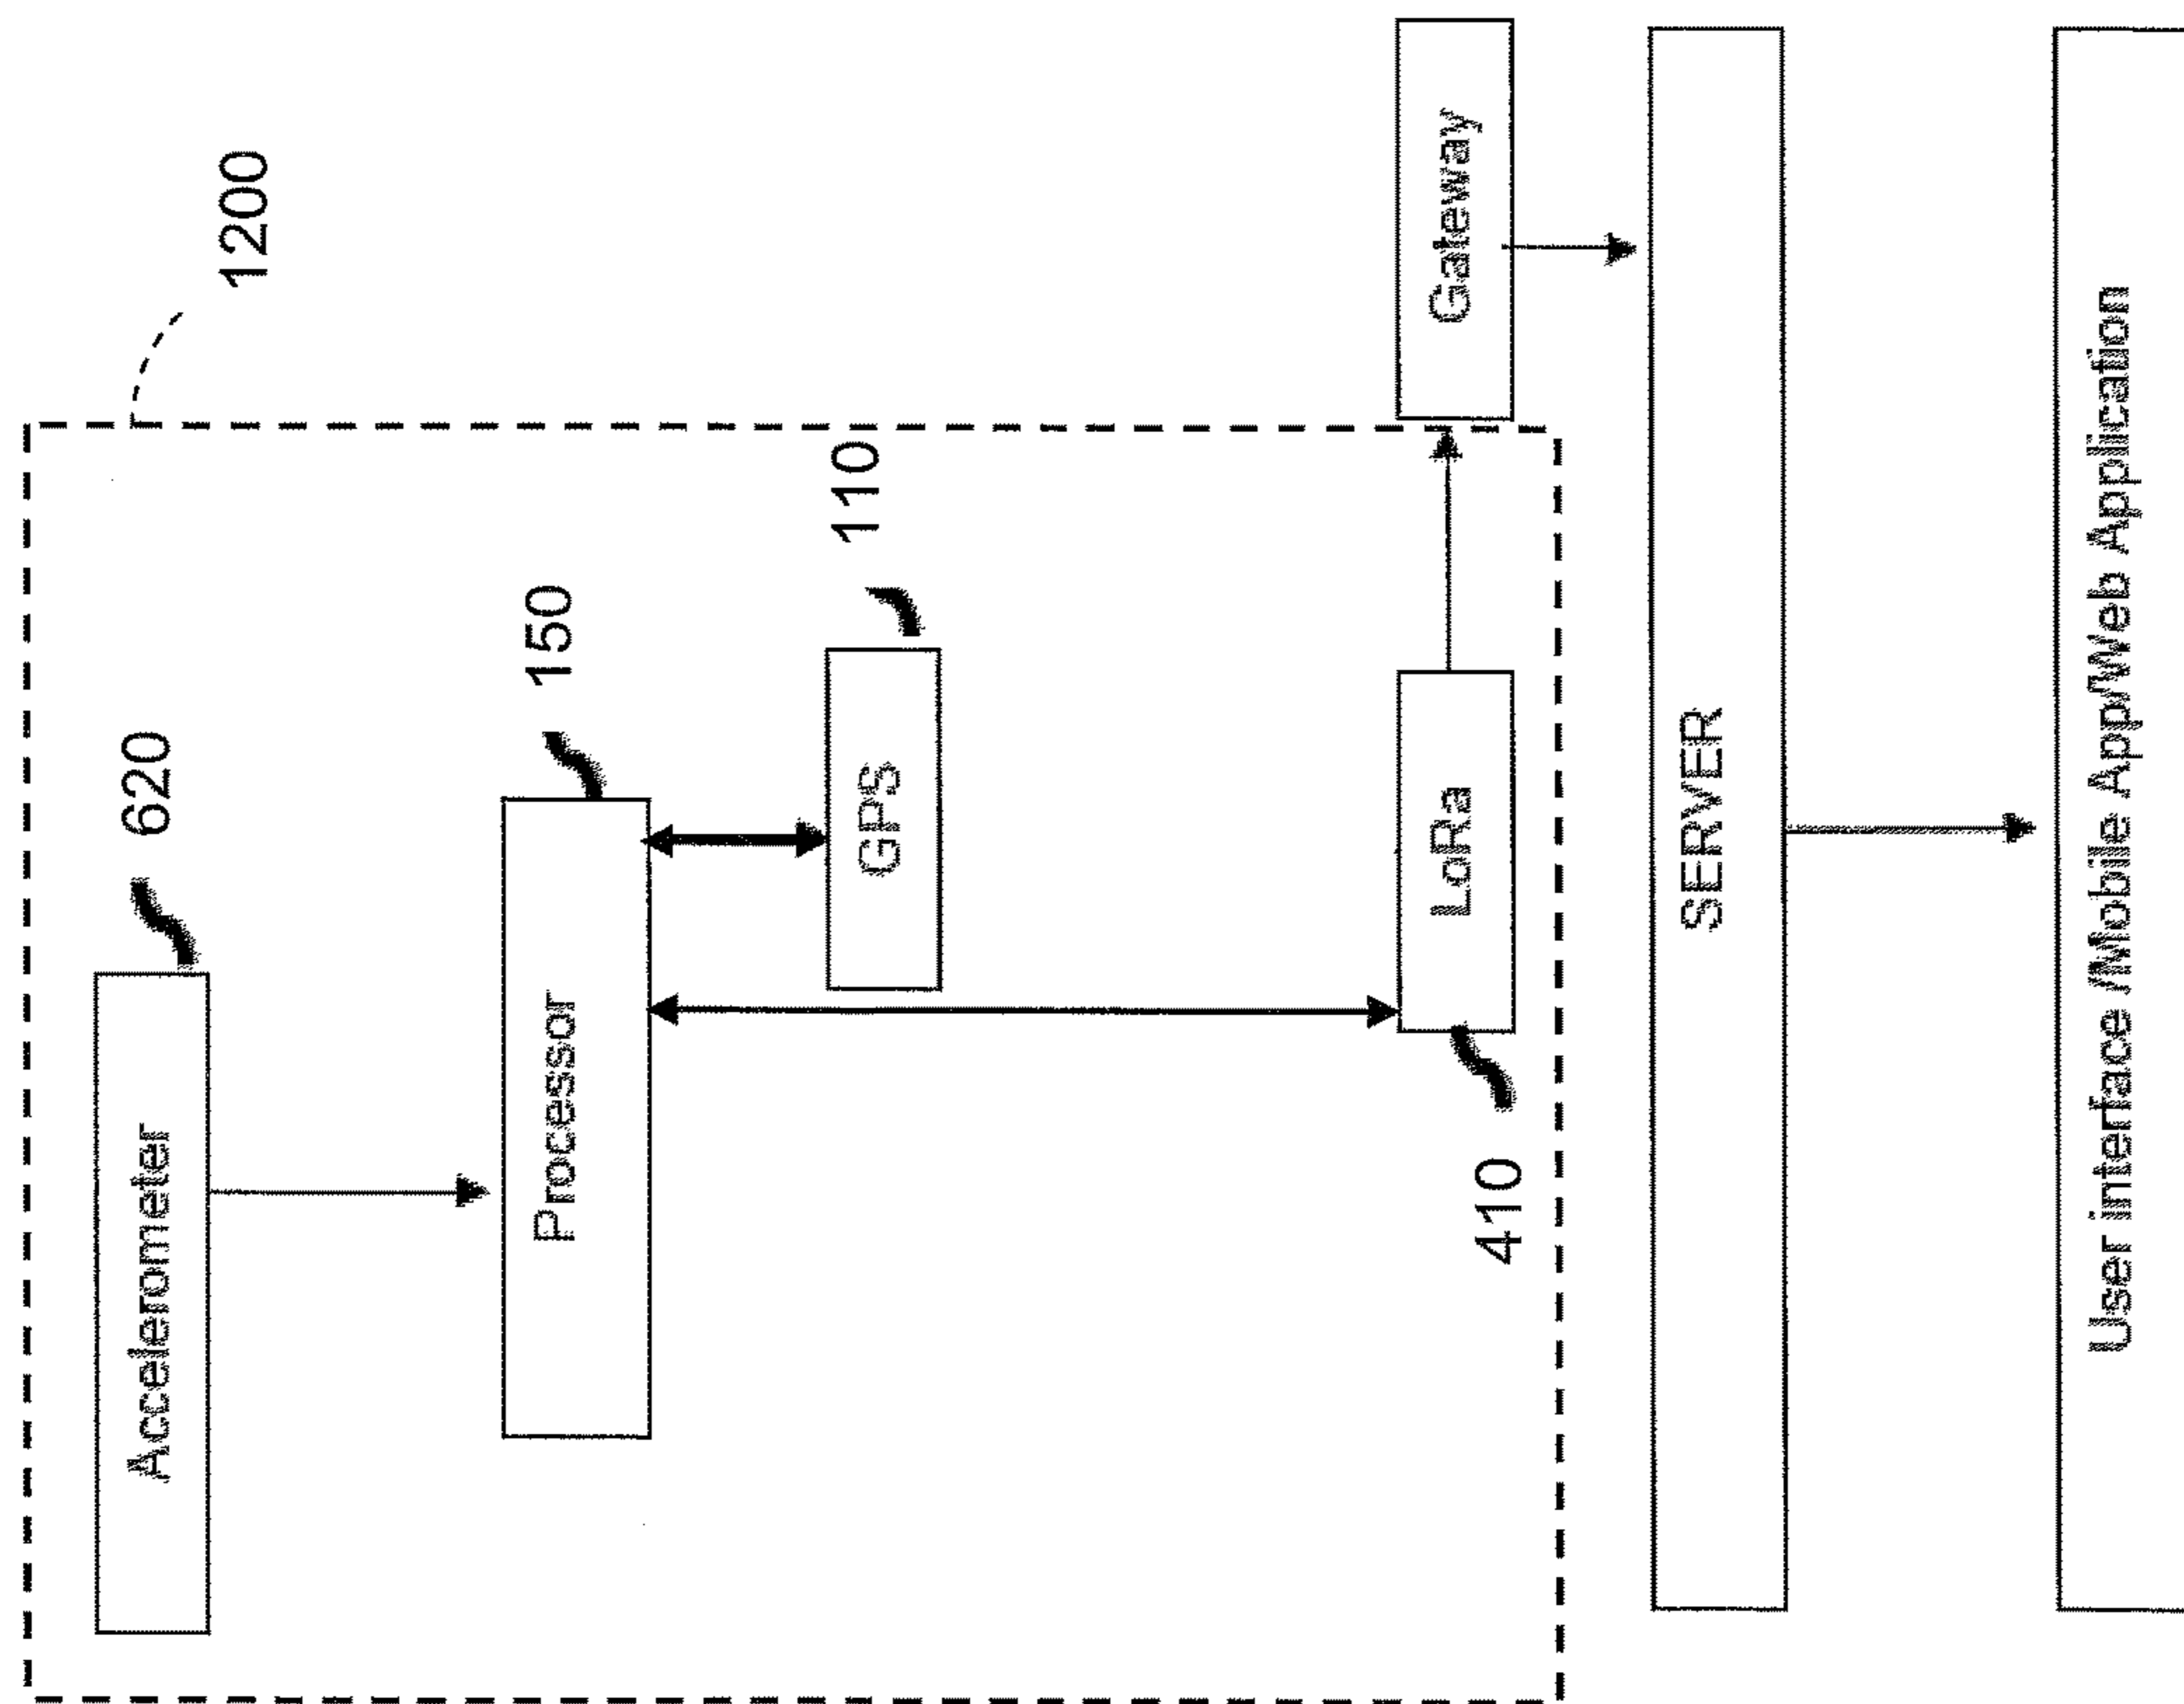 1200
620
Accelerometer
150
Processor
110
GPS
LoRa
410
Gateway
SERVER
User interface /Mobile App/Web Application